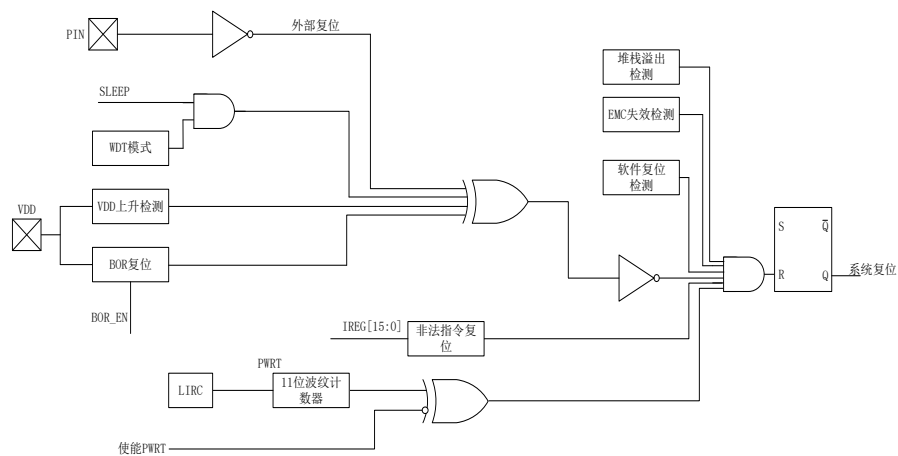 PIN
外部复位
SLEEP
WDT模式
VDD
VDD上升检测
BOR复位
BOR_EN
堆栈溢出
检测
EMC失效检测
软件复位
检测
S
Q̅
R
Q
系统复位
IREG[15:0]
非法指令复
位
PWRT
LIRC
11位波纹计
数器
使能PWRT